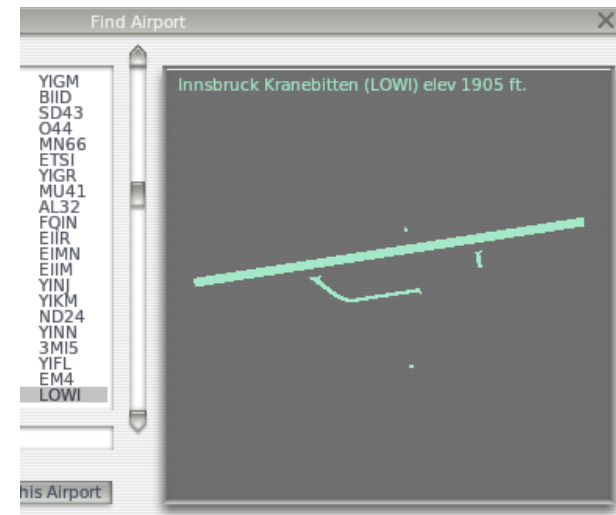 Find Airport
YIGM
BIID
SD43
O44
MN66
ETSI
YIGR
MU41
AL32
FQIN
EIIR
EIMN
EIIM
YINJ
YIKM
ND24
YINN
3MI5
YIFL
EM4
LOWI
Innsbruck Kranebitten (LOWI) elev 1905 ft.
his Airport